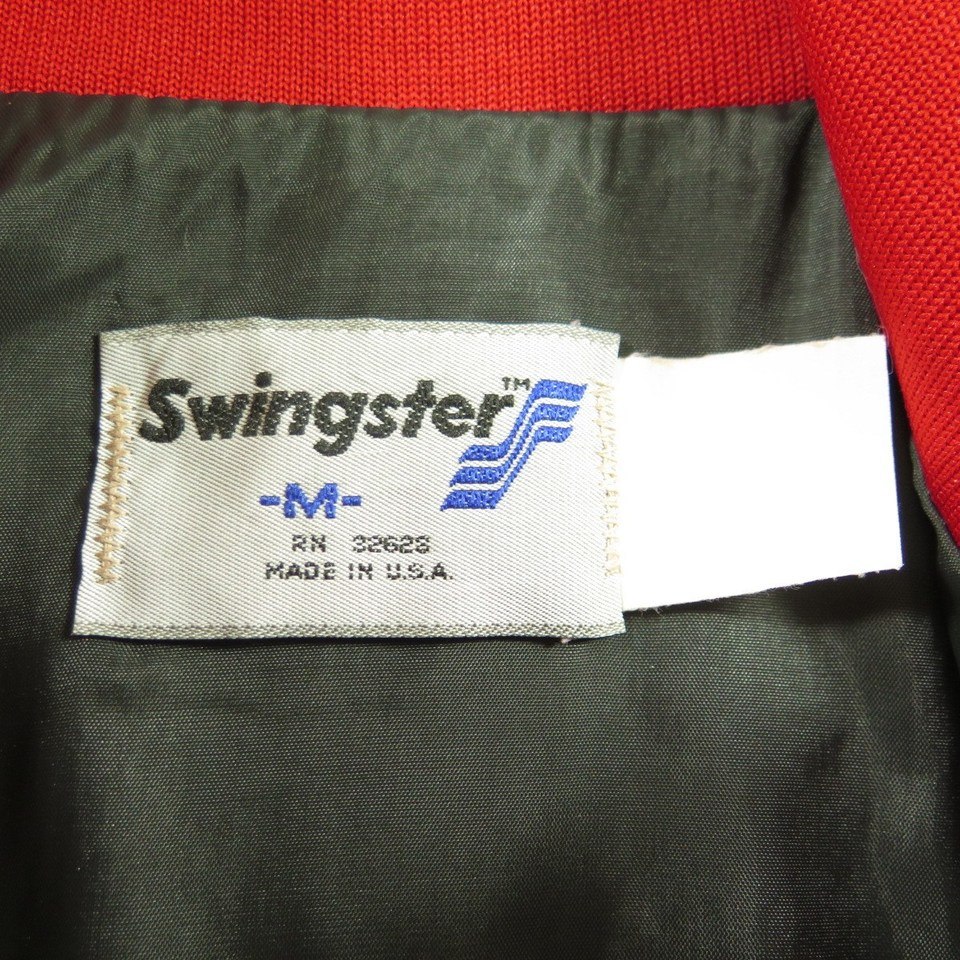 Swingster™
-M-
RN 32628
MADE IN U.S.A.